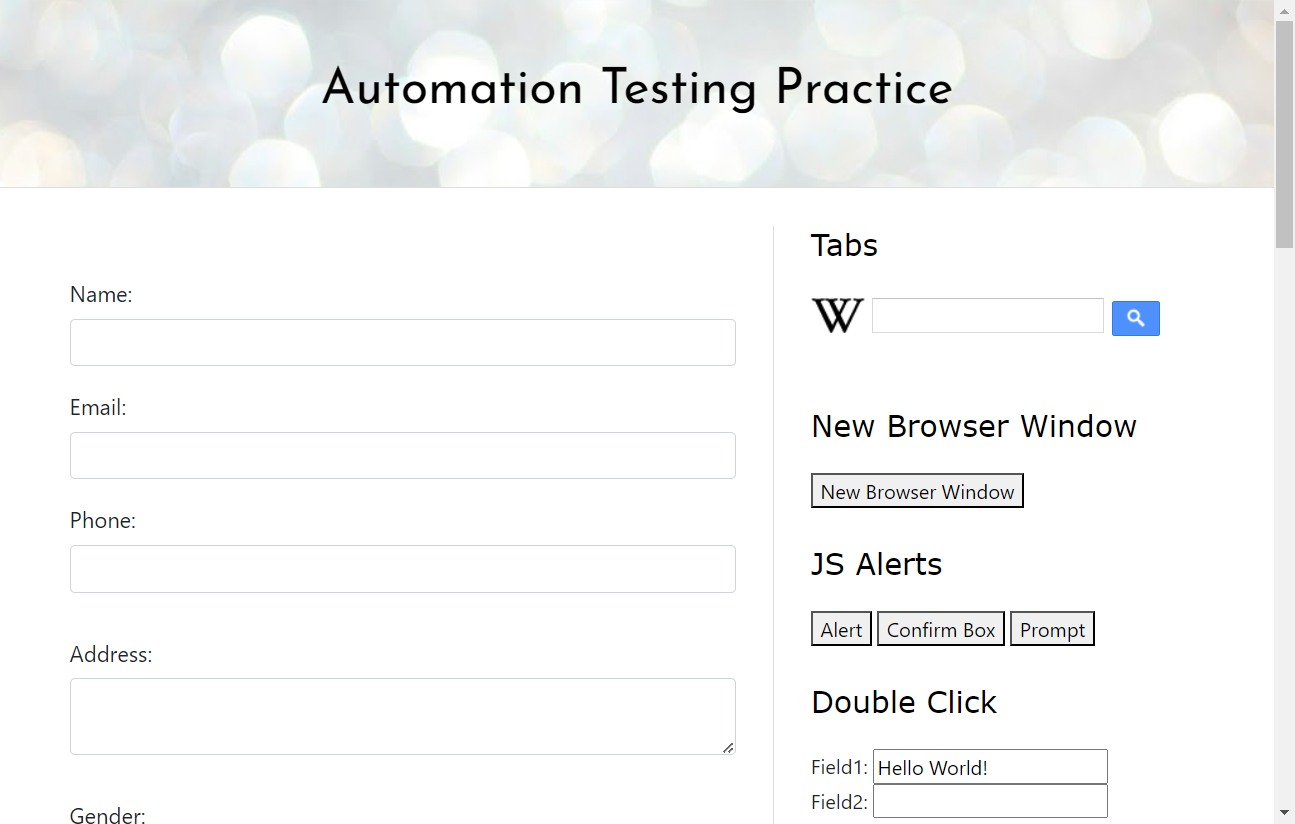 Automation Testing Practice
Name:
Email:
Phone:
Address:
Gender:
Tabs
W
New Browser Window
New Browser Window
JS Alerts
Alert Confirm Box Prompt
Double Click
Field1: Hello World!
Field2: